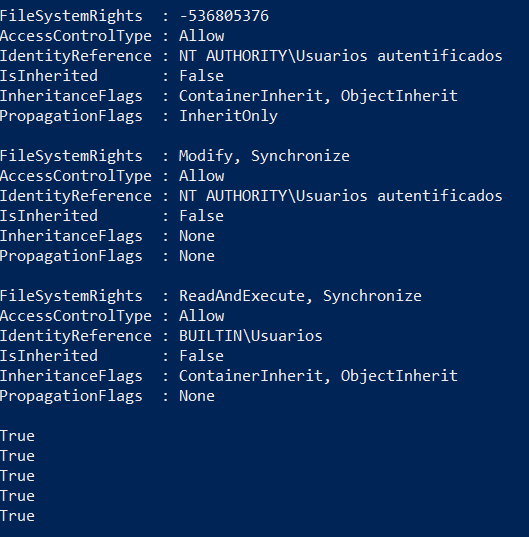 FileSystemRights  : -536805376
AccessControlType : Allow
IdentityReference : NT AUTHORITY\Usuarios autentificados
IsInherited       : False
InheritanceFlags  : ContainerInherit, ObjectInherit
PropagationFlags  : InheritOnly

FileSystemRights  : Modify, Synchronize
AccessControlType : Allow
IdentityReference : NT AUTHORITY\Usuarios autentificados
IsInherited       : False
InheritanceFlags  : None
PropagationFlags  : None

FileSystemRights  : ReadAndExecute, Synchronize
AccessControlType : Allow
IdentityReference : BUILTIN\Usuarios
IsInherited       : False
InheritanceFlags  : ContainerInherit, ObjectInherit
PropagationFlags  : None

True
True
True
True
True